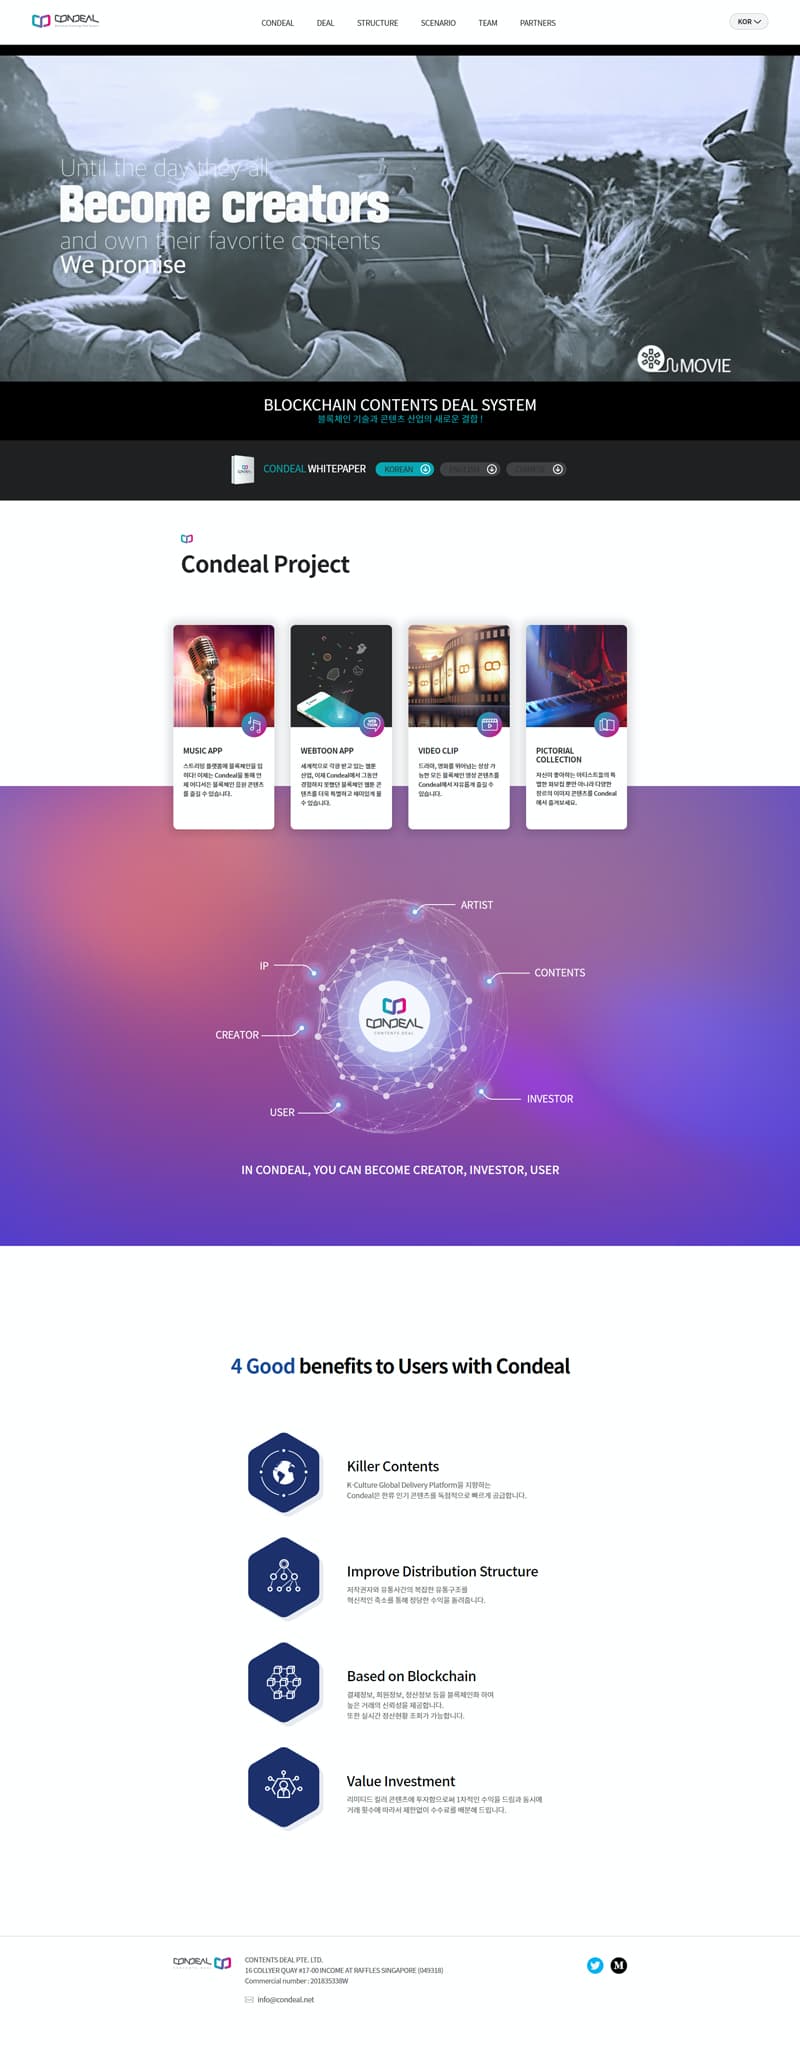 CONDEAL
CONDEAL
DEAL
STRUCTURE
SCENARIO
TEAM
PARTNERS
KOR
Until the day they all
Become creators
and own their favorite contents
We promise
MOVIE
BLOCKCHAIN CONTENTS DEAL SYSTEM
블록체인 기술과 콘텐츠 산업의 새로운 결합 !
CONDEAL WHITEPAPER
KOREAN
ENGLISH
CHINESE
Condeal Project
MUSIC APP
스트리밍 플랫폼에 블록체인을 입
히다! 이제는 Condeal을 통해 언
제 어디서든 블록체인 음원 콘텐츠
를 즐길 수 있습니다.
WEB
TOON
WEBTOON APP
세계적으로 각광 받고 있는 웹툰
산업, 이제 Condeal에서 그동안
경험하지 못했던 블록체인 웹툰 콘
텐츠를 더욱 특별하고 재미있게 볼
수 있습니다.
VIDEO CLIP
드라마, 영화를 뛰어넘는 상상 가
능한 모든 블록체인 영상 콘텐츠를
Condeal에서 자유롭게 즐길 수
있습니다.
PICTORIAL
COLLECTION
자신이 좋아하는 아티스트들의 특
별한 화보집 뿐만 아니라 다양한
장르의 이미지 콘텐츠를 Condeal
에서 즐겨보세요.
ARTIST
IP
CONTENTS
CONDEAL
CONTENTS DEAL
CREATOR
INVESTOR
USER
IN CONDEAL, YOU CAN BECOME CREATOR, INVESTOR, USER
4 Good benefits to Users with Condeal
Killer Contents
K-Culture Global Delivery Platform을 지향하는
Condeal은 한류 인기 콘텐츠를 독점적으로 빠르게 공급합니다.
Improve Distribution Structure
저작권자와 유통사간의 복잡한 유통구조를
혁신적인 축소를 통해 정당한 수익을 돌려줍니다.
Based on Blockchain
결제정보, 회원정보, 정산정보 등을 블록체인화 하여
높은 거래의 신뢰성을 제공합니다.
또한 실시간 정산현황 조회가 가능합니다.
Value Investment
리미티드 컬러 콘텐츠에 투자함으로써 1차적인 수익을 드림과 동시에
거래 횟수에 따라서 제한없이 수수료를 배분해 드립니다.
CONDEAL
CONTENTS DEAL PTE. LTD.
16 COLLYER QUAY #17-00 INCOME AT RAFFLES SINGAPORE (049318)
Commercial number : 201835338W
info@condeal.net